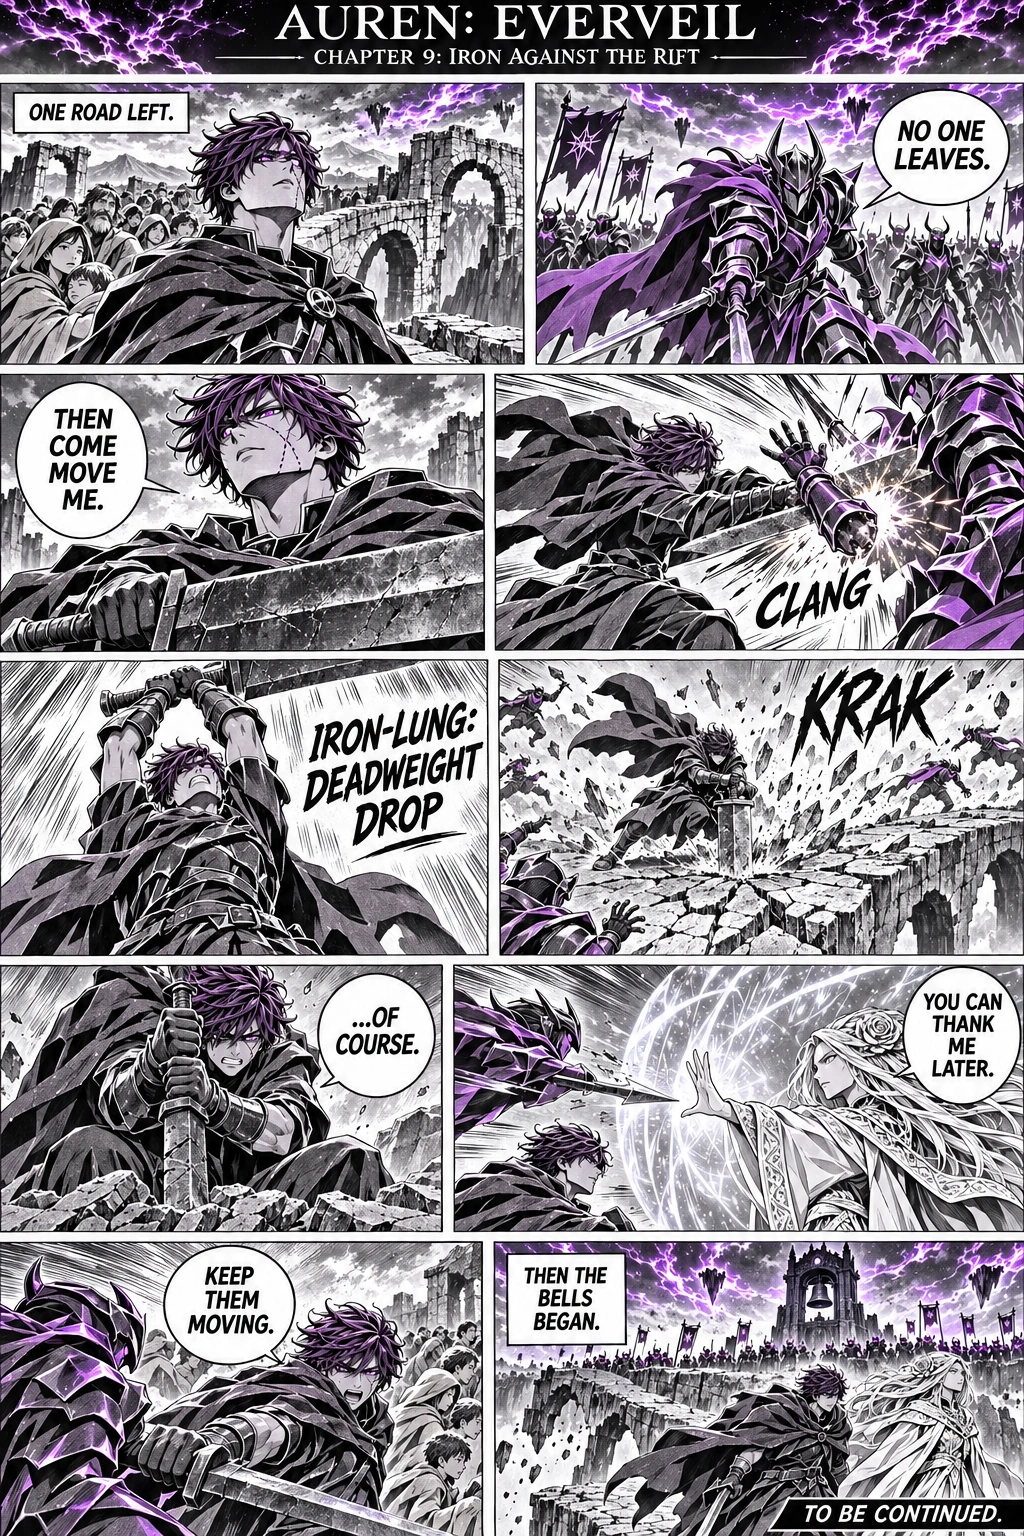 AUREN: EVERVEIL
CHAPTER 9: IRON AGAINST THE RIFT
ONE ROAD LEFT.
NO ONE
LEAVES.
THEN
COME
MOVE
ME.
CLANG
IRON-LUNG:
DEADWEIGHT
DROP
KRAK
...OF
COURSE.
YOU CAN
THANK
ME
LATER.
KEEP
THEM
MOVING.
THEN THE
BELLS
BEGAN.
TO BE CONTINUED.